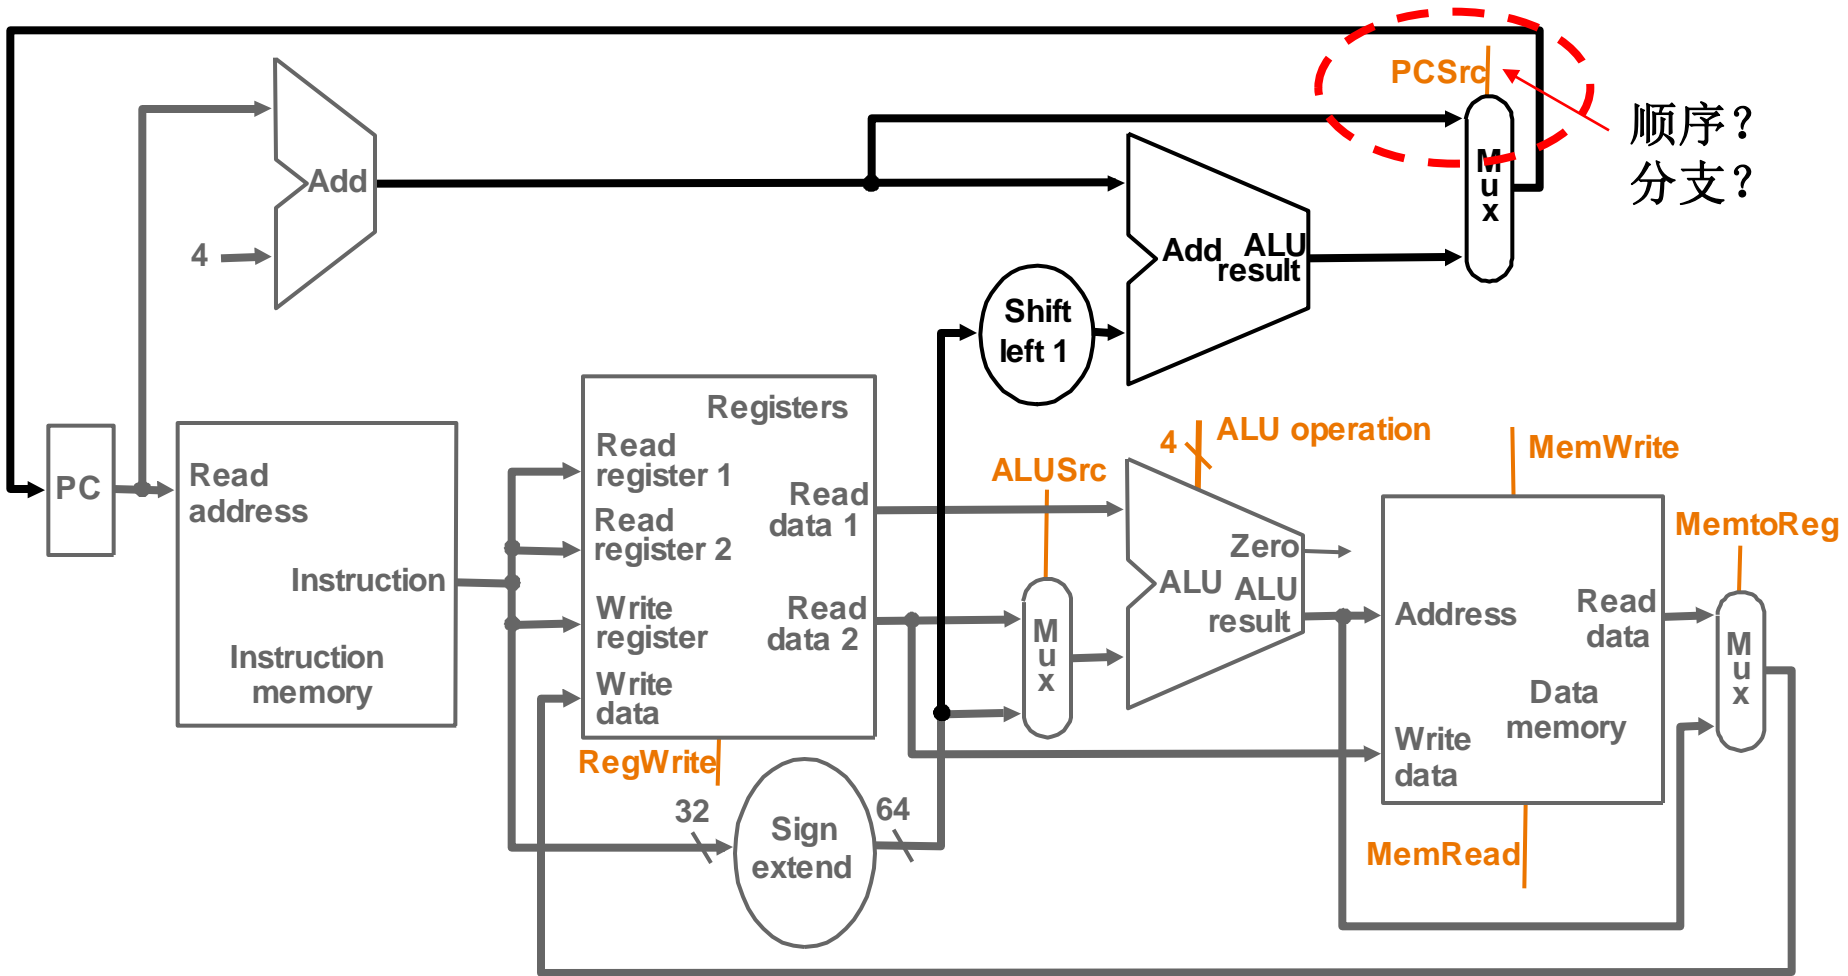 PCSrc
顺序？
分支？
Mux
Add
4
Add
ALU
result
Shift
left 1
Registers
PC
Read
address
Instruction
Instruction
memory
Read
register 1
Read
register 2
Write
register
Write
data
Read
data 1
Read
data 2
RegWrite
ALUSrc
Mux
4
ALU operation
Zero
ALU
ALU
result
MemWrite
MemtoReg
Address
Read
data
Write
data
Data
memory
Mux
MemRead
32
Sign
extend
64